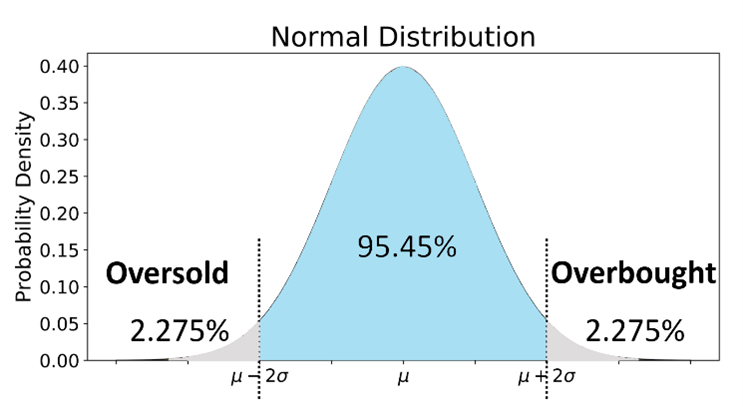 Normal Distribution
Probability Density
0.40
0.35
0.30
0.25
0.20
0.15
0.10
0.05
0.00
95.45%
Oversold
Overbought
2.275%
2.275%
μ − 2σ
μ
μ + 2σ